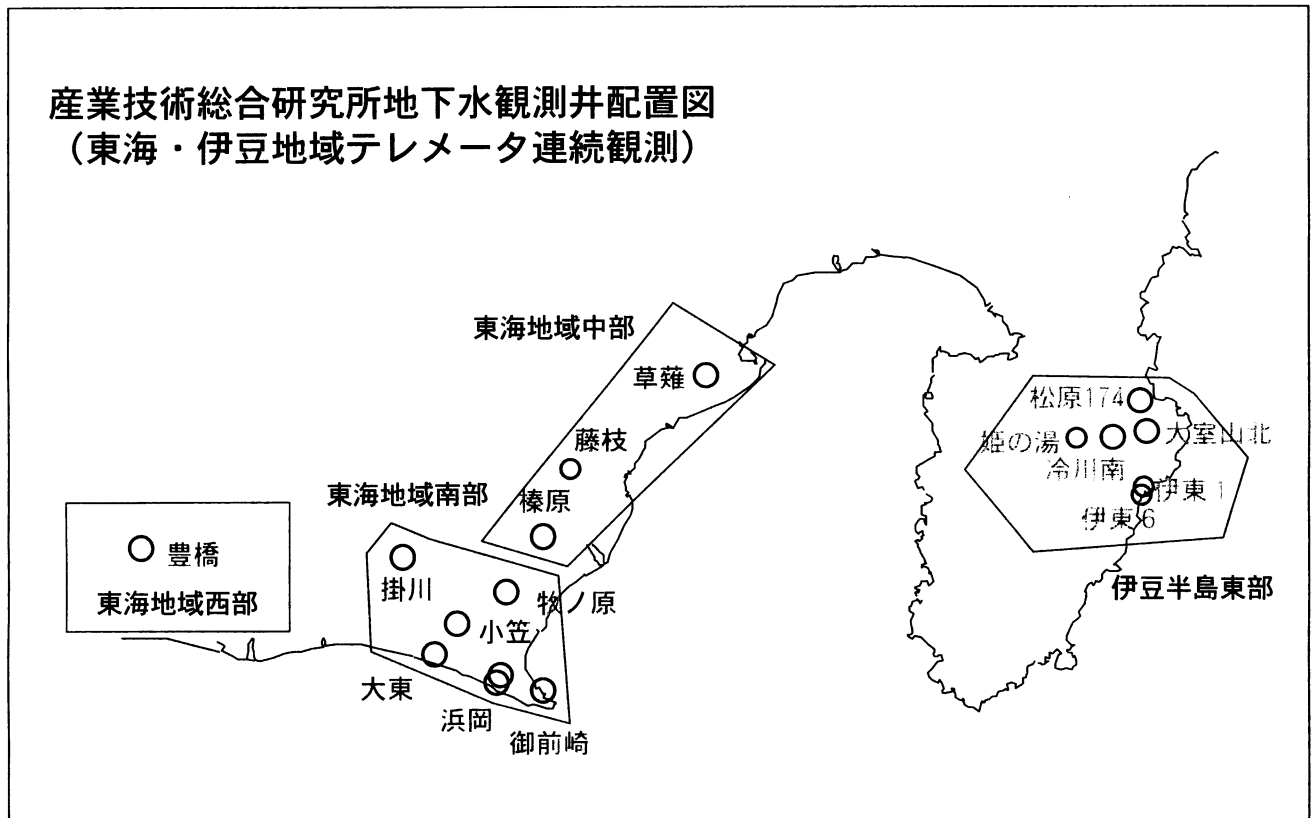 産業技術総合研究所地下水観測井配置図
（東海・伊豆地域テレメータ連続観測）
東海地域中部
草薙
藤枝
榛原
東海地域南部
掛川
牧ノ原
小笠
大東
浜岡
御前崎
豊橋
東海地域西部
松原174
姫の湯
大室山北
冷川南
伊東1
伊東6
伊豆半島東部